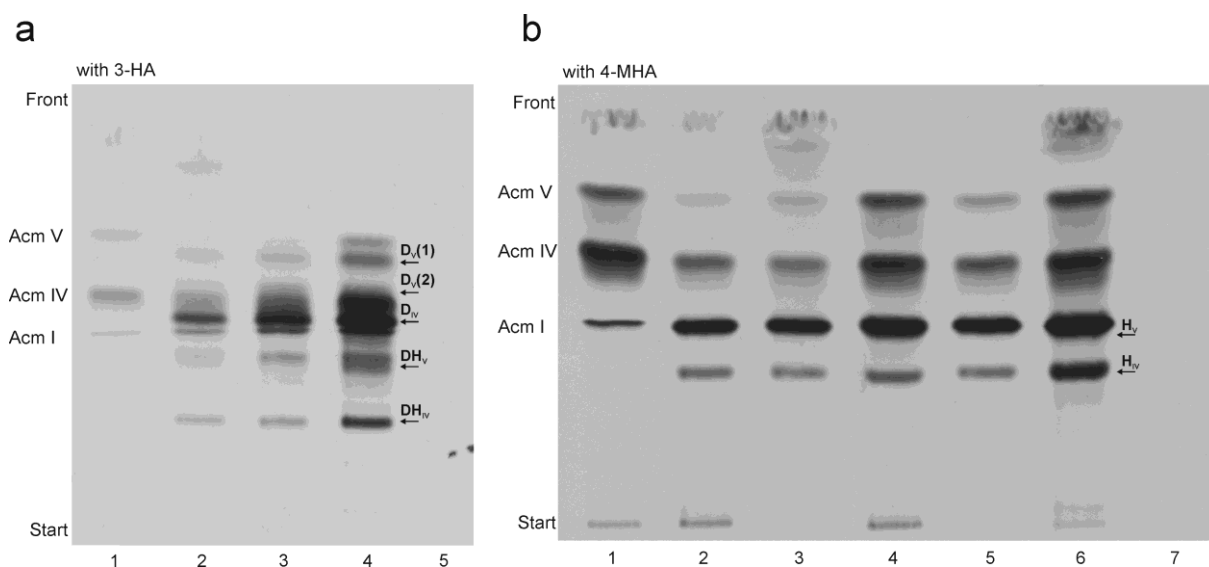 a
with 3-HA
Front
Acm V
Acm IV
Acm I
Start
Dv(1)
Dv(2)
DIV
DHv
DHIV
1 2 3 4 5
b
with 4-MHA
Front
Acm V
Acm IV
Acm I
Start
Hv
HIV
1 2 3 4 5 6 7